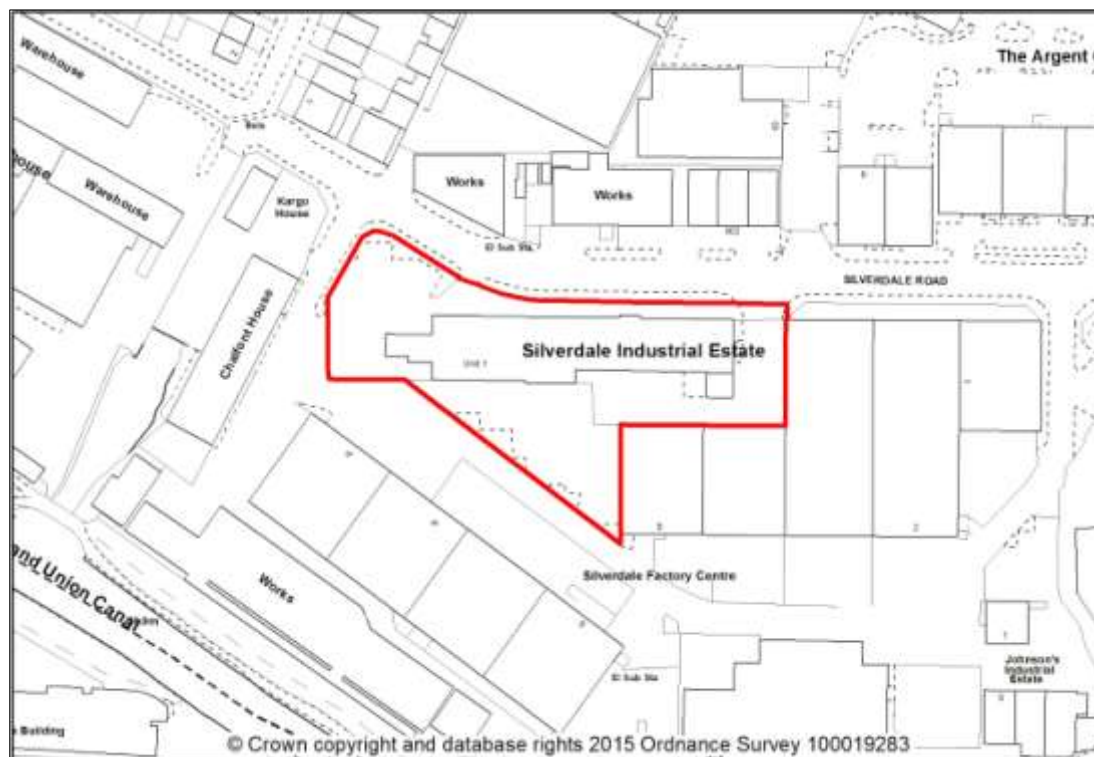 Warehouse
The Argent
Warehouse
house
Works
Works
Kargo
House
El Sub Sta
SILVERDALE ROAD
Chalfont House
Silverdale Industrial Estate
Unit 1
Works
Silverdale Factory Centre
and Union Canal
El Sub Sta
Johnson's
Industrial
Estate
Building
© Crown copyright and database rights 2015 Ordnance Survey 100019283